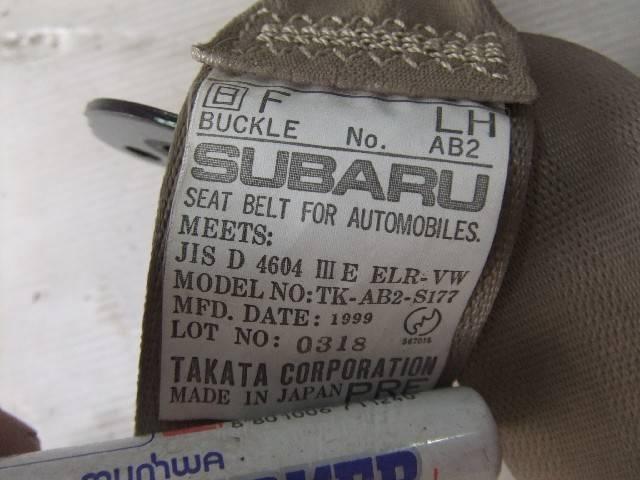 日 F LH
BUCKLE No. AB2
SUBARU
SEAT BELT FOR AUTOMOBILES.
MEETS:
JIS D 4604 III E ELR-VW
MODEL NO: TK-AB2-S177
MFD. DATE: 1999
LOT NO: 0318
TAKATA CORPORATION
MADE IN JAPAN PRE